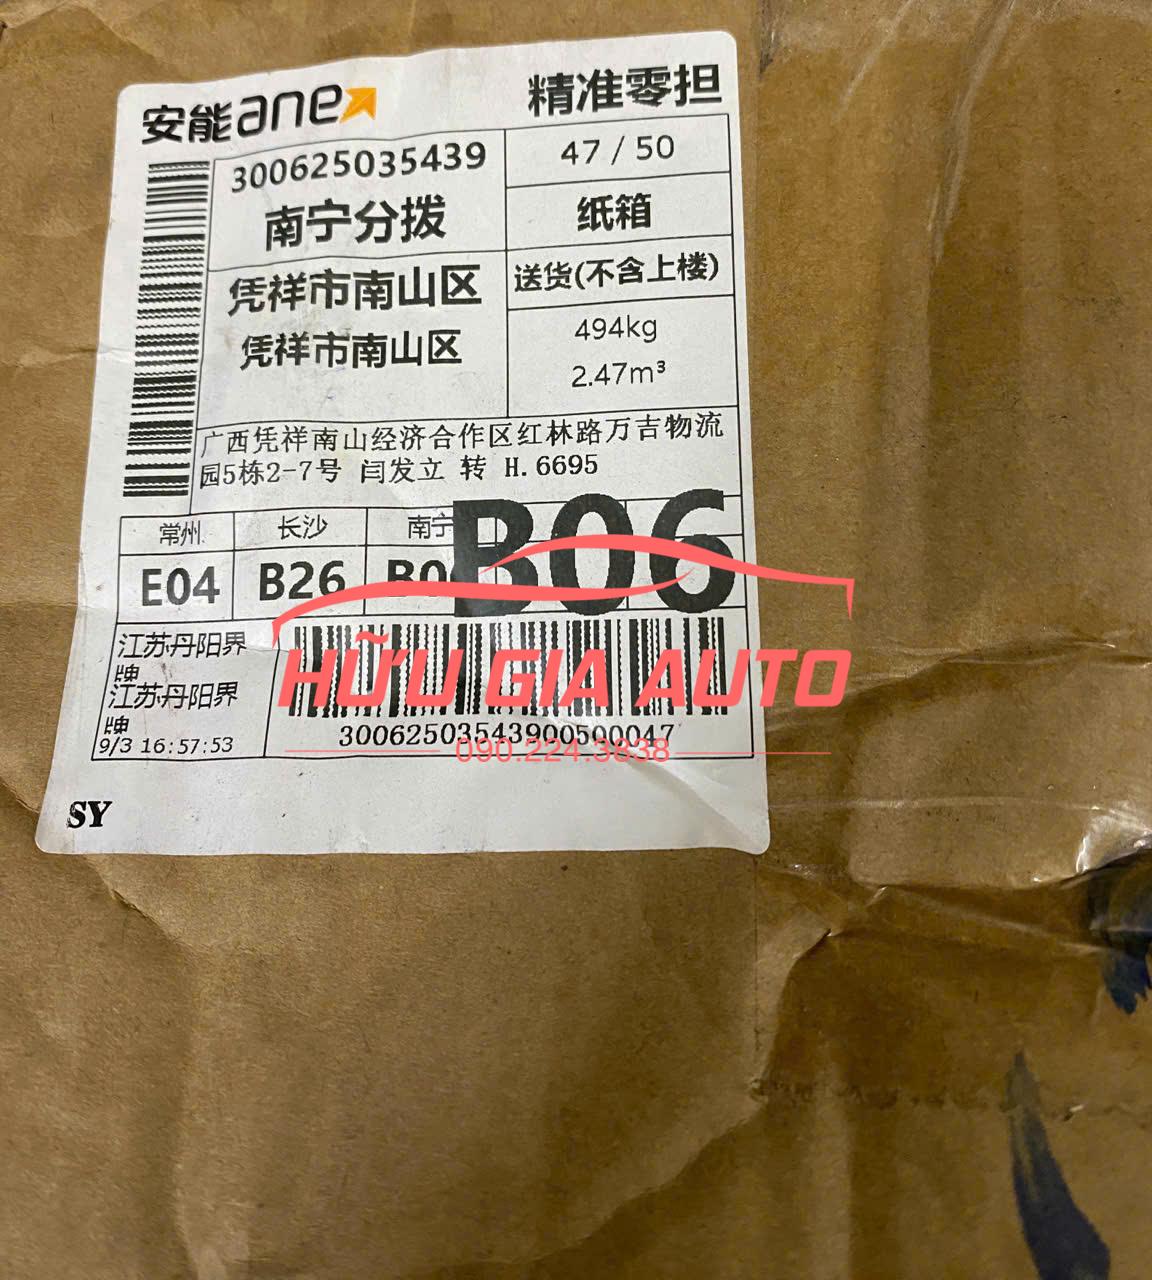 安能ane
精准零担
300625035439
47 / 50
南宁分拨
纸箱
凭祥市南山区
送货(不含上楼)
凭祥市南山区
494kg
2.47m³
广西凭祥南山经济合作区红林路万吉物流
园5栋2-7号 闫发立 转 H.6695
常州 长沙 南宁
E04 B26 B0
B06
江苏丹阳界
牌
江苏丹阳界
牌
9/3 16:57:53
HỮU GIA AUTO
30062503543900500047
090.224.3838
SY